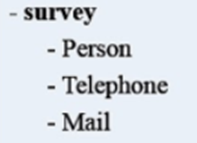 - survey
- Person
- Telephone
- Mail